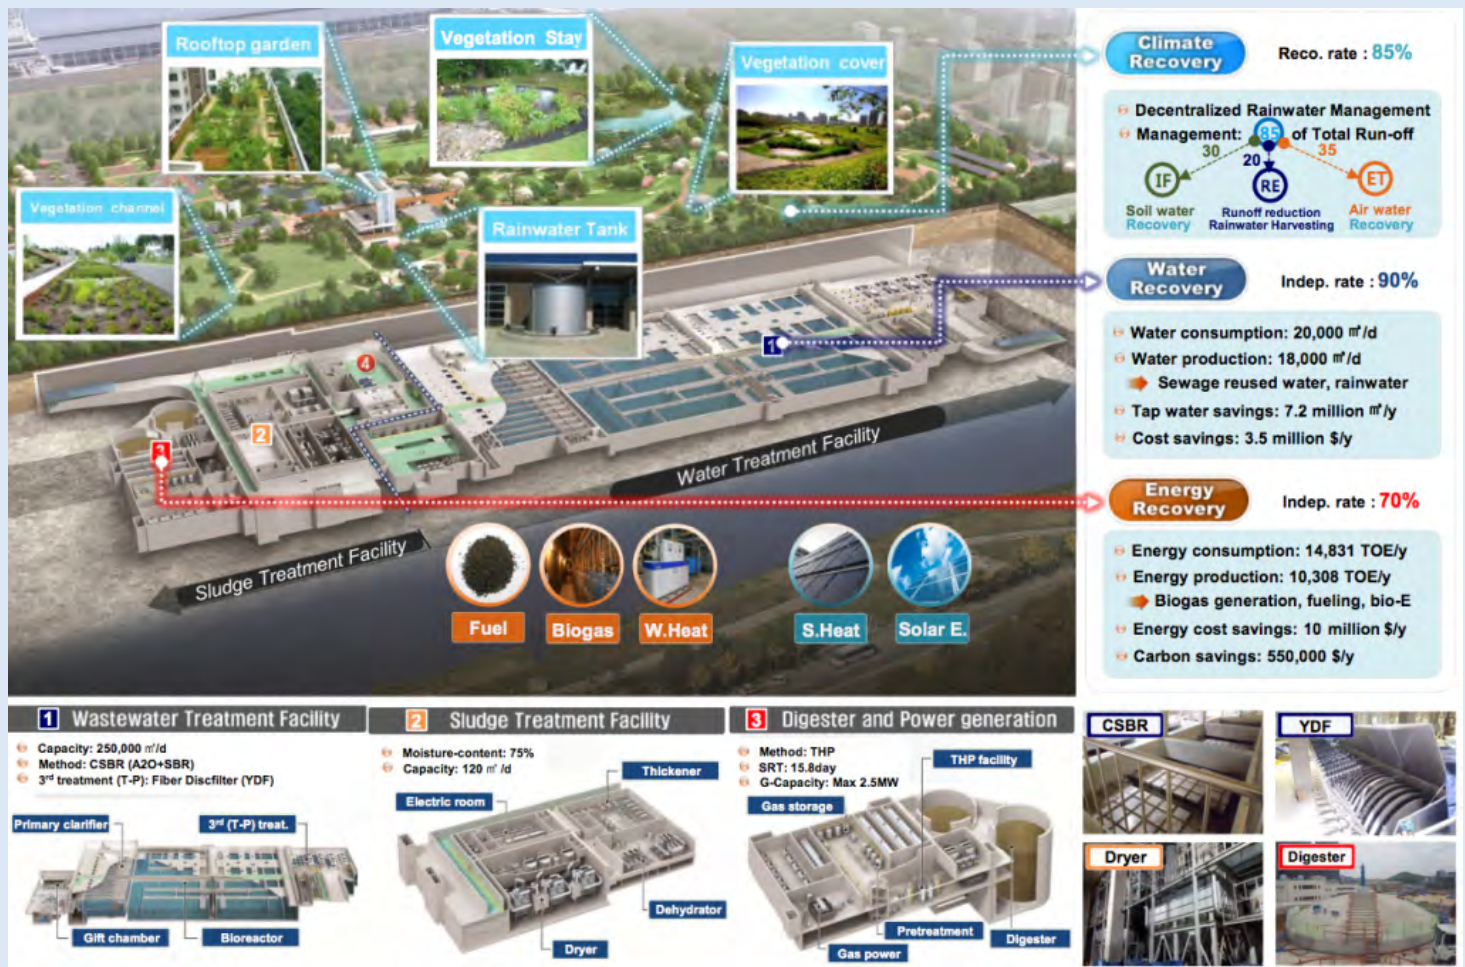 Rooftop garden
Vegetation Stay
Vegetation cover
Vegetation channel
Rainwater Tank
1
2
3
4
Water Treatment Facility
Sludge Treatment Facility
Fuel
Biogas
W.Heat
S.Heat
Solar E.
Climate
Recovery
Reco. rate : 85%
Decentralized Rainwater Management
Management: 85 of Total Run-off
30
20
35
IF
RE
ET
Soil water
Recovery
Runoff reduction
Rainwater Harvesting
Air water
Recovery
Water
Recovery
Indep. rate : 90%
Water consumption: 20,000 ㎥/d
Water production: 18,000 ㎥/d
Sewage reused water, rainwater
Tap water savings: 7.2 million ㎥/y
Cost savings: 3.5 million $/y
Energy
Recovery
Indep. rate : 70%
Energy consumption: 14,831 TOE/y
Energy production: 10,308 TOE/y
Biogas generation, fueling, bio-E
Energy cost savings: 10 million $/y
Carbon savings: 550,000 $/y
1 Wastewater Treatment Facility
Capacity: 250,000 ㎥/d
Method: CSBR (A2O+SBR)
3rd treatment (T-P): Fiber Discfilter (YDF)
Primary clarifier
3rd (T-P) treat.
Gift chamber
Bioreactor
2 Sludge Treatment Facility
Moisture-content: 75%
Capacity: 120 ㎥ /d
Thickener
Electric room
Dehydrator
Dryer
3 Digester and Power generation
Method: THP
SRT: 15.8day
G-Capacity: Max 2.5MW
THP facility
Gas storage
Pretreatment
Digester
Gas power
CSBR
YDF
Dryer
Digester